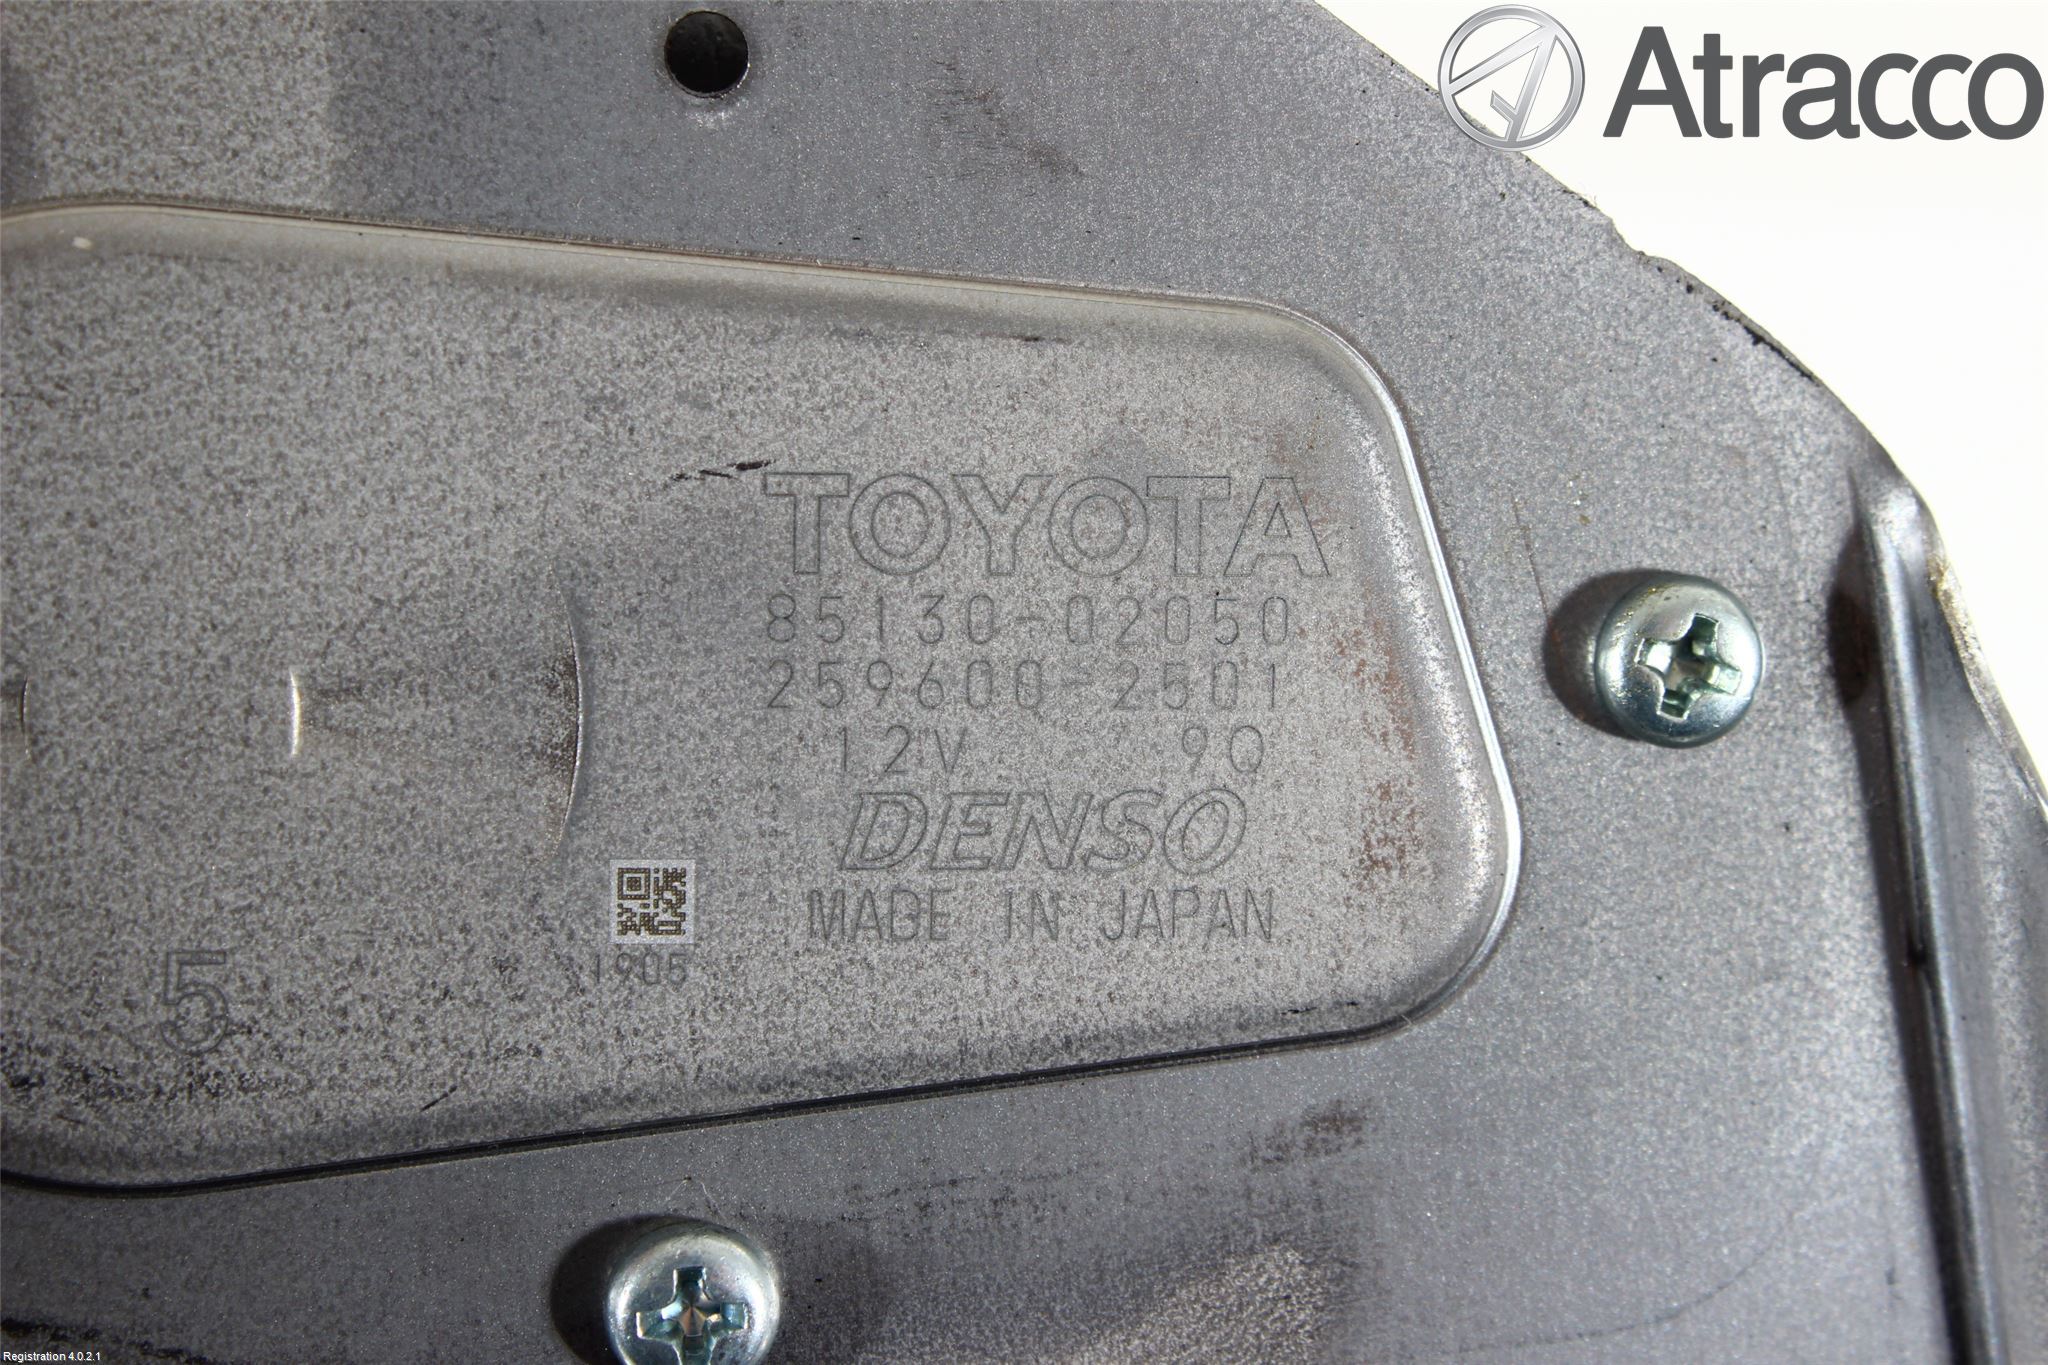 Atracco
TOYOTA
85130-02050
259600-2501
12V 9Q
DENSO
MADE IN JAPAN
1905
5
Registration 4.0.2.1